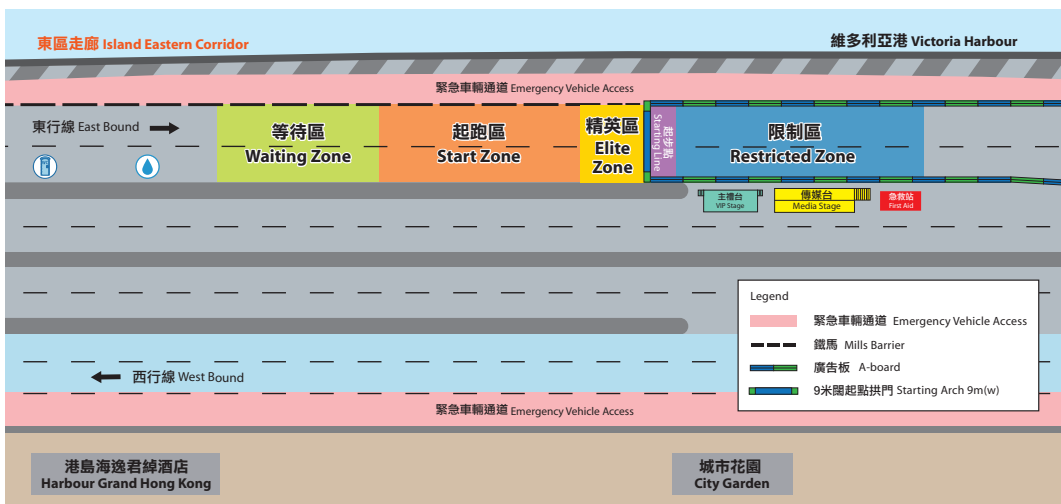 東區走廊 Island Eastern Corridor
維多利亞港 Victoria Harbour
緊急車輛通道 Emergency Vehicle Access
東行線 East Bound
等待區
Waiting Zone
起跑區
Start Zone
精英區
Elite
Zone
起步點
Starting Line
限制區
Restricted Zone
主禮台
VIP Stage
傳媒台
Media Stage
急救站
First Aid
Legend
緊急車輛通道 Emergency Vehicle Access
鐵馬 Mills Barrier
廣告板 A-board
9米闊起點拱門 Starting Arch 9m(w)
西行線 West Bound
緊急車輛通道 Emergency Vehicle Access
港島海逸君綽酒店
Harbour Grand Hong Kong
城市花園
City Garden